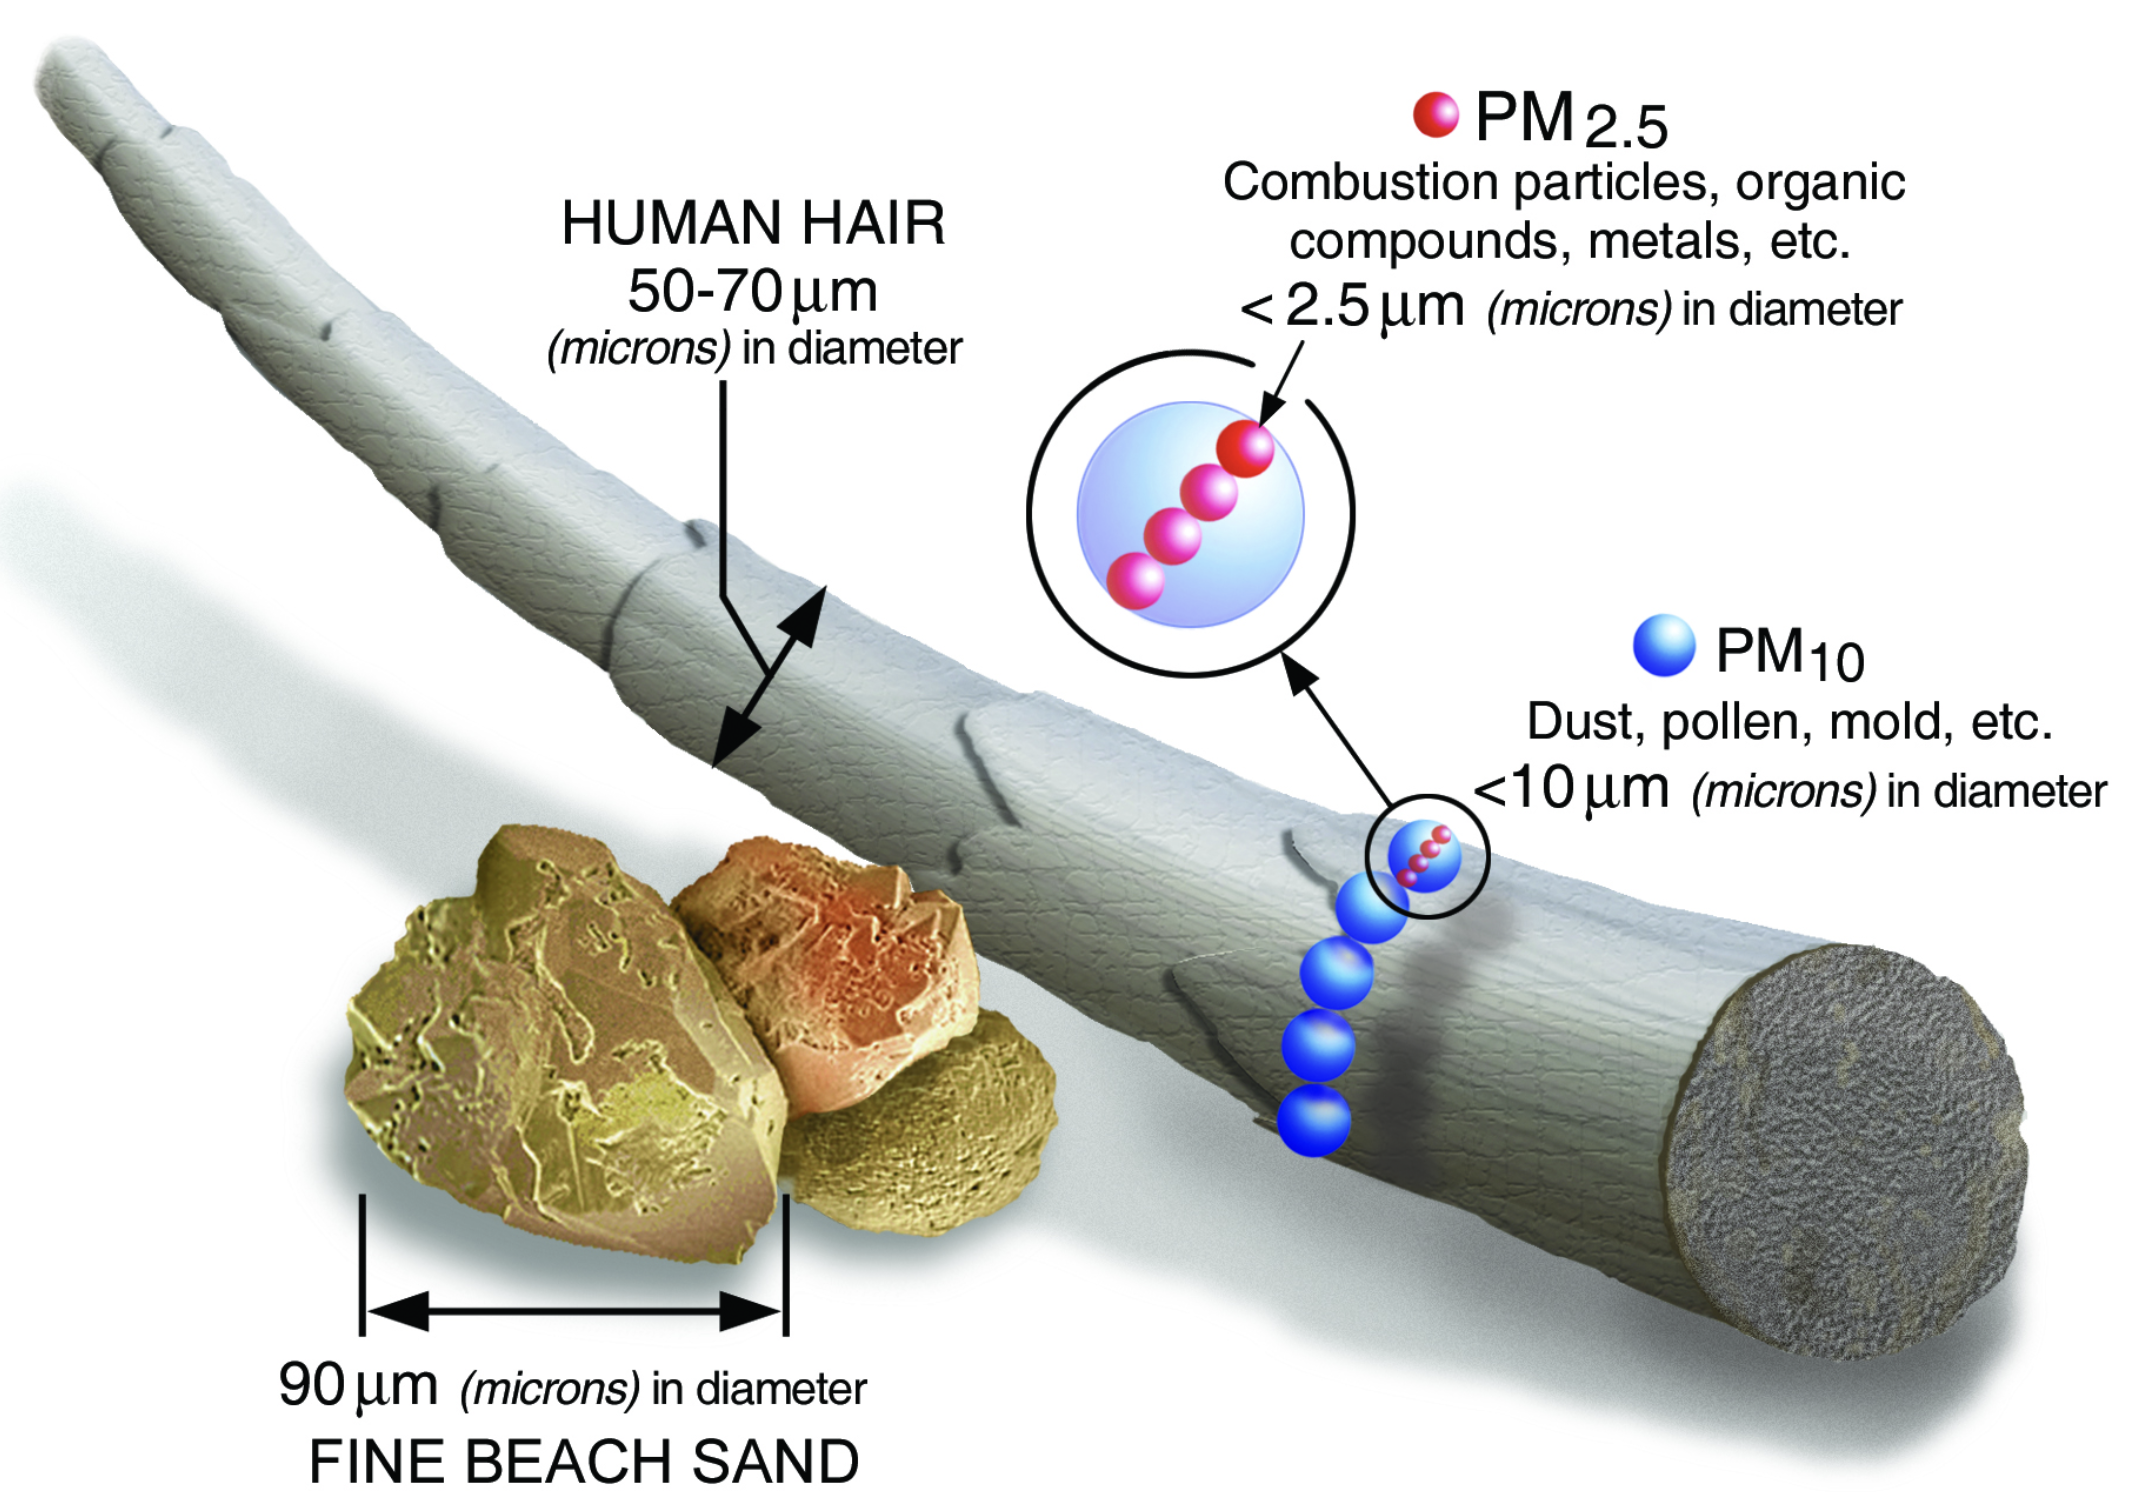 HUMAN HAIR
50-70 μm
(microns) in diameter
PM2.5
Combustion particles, organic
compounds, metals, etc.
< 2.5 μm (microns) in diameter
PM10
Dust, pollen, mold, etc.
<10 μm (microns) in diameter
90 μm (microns) in diameter
FINE BEACH SAND